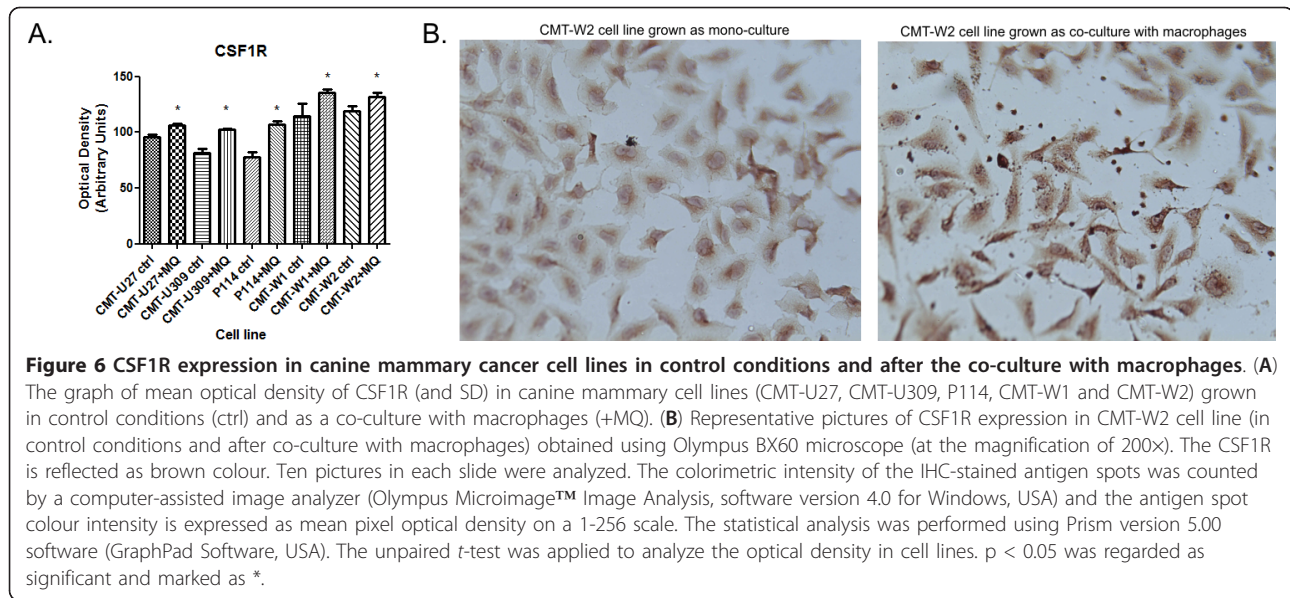 A.
CSF1R
Optical Density
(Arbitrary Units)
150
100
50
0
* * * * *
CMT-U27 ctrl
CMT-U27+MQ
CMT-U309 ctrl
CMT-U309+MQ
P114 ctrl
P114+MQ
CMT-W1 ctrl
CMT-W1+MQ
CMT-W2 ctrl
CMT-W2+MQ
Cell line
B.
CMT-W2 cell line grown as mono-culture
CMT-W2 cell line grown as co-culture with macrophages
Figure 6 CSF1R expression in canine mammary cancer cell lines in control conditions and after the co-culture with macrophages. (A)
The graph of mean optical density of CSF1R (and SD) in canine mammary cell lines (CMT-U27, CMT-U309, P114, CMT-W1 and CMT-W2) grown
in control conditions (ctrl) and as a co-culture with macrophages (+MQ). (B) Representative pictures of CSF1R expression in CMT-W2 cell line (in
control conditions and after co-culture with macrophages) obtained using Olympus BX60 microscope (at the magnification of 200×). The CSF1R
is reflected as brown colour. Ten pictures in each slide were analyzed. The colorimetric intensity of the IHC-stained antigen spots was counted
by a computer-assisted image analyzer (Olympus Microimage™ Image Analysis, software version 4.0 for Windows, USA) and the antigen spot
colour intensity is expressed as mean pixel optical density on a 1-256 scale. The statistical analysis was performed using Prism version 5.00
software (GraphPad Software, USA). The unpaired t-test was applied to analyze the optical density in cell lines. p < 0.05 was regarded as
significant and marked as *.